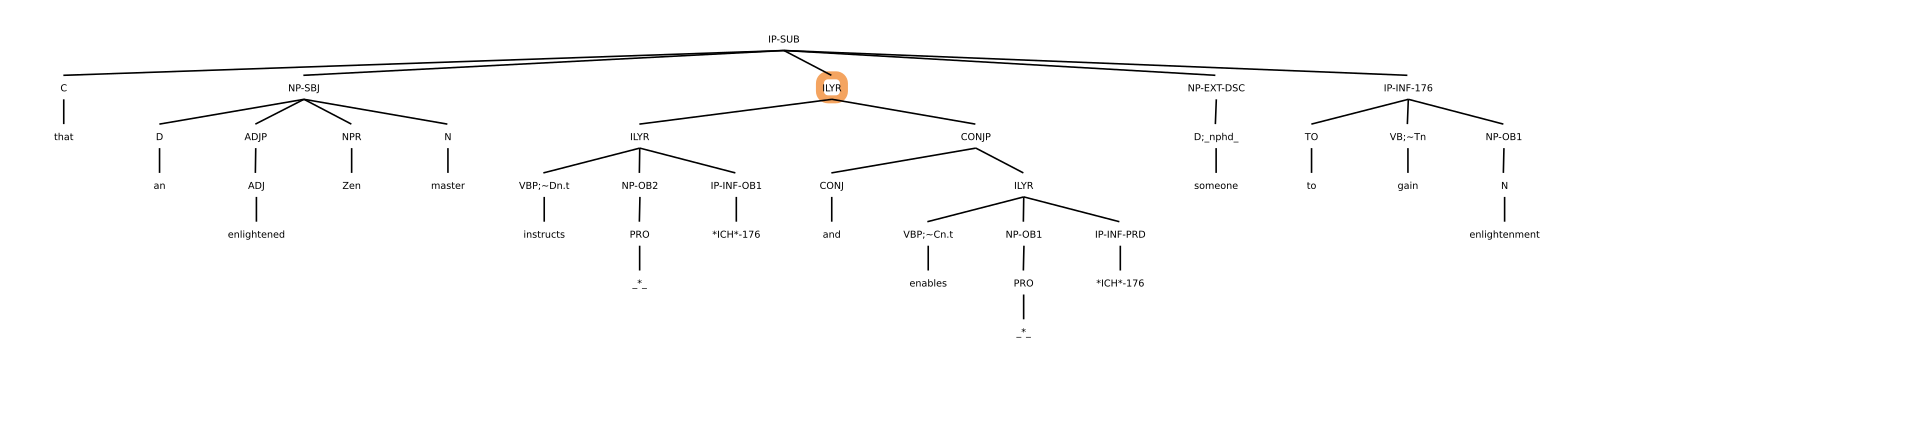 IP-SUB
C NP-SBJ ILYR NP-EXT-DSC IP-INF-176
that D ADJP NPR N ILYR CONJP D;_nphd_ TO VB;~Tn NP-OB1
an ADJ Zen master VBP;~Dn.t NP-OB2 IP-INF-OB1 CONJ ILYR someone to gain N
enlightened instructs PRO *ICH*-176 and VBP;~Cn.t NP-OB1 IP-INF-PRD enlightenment
_*_ enables PRO *ICH*-176
_*_